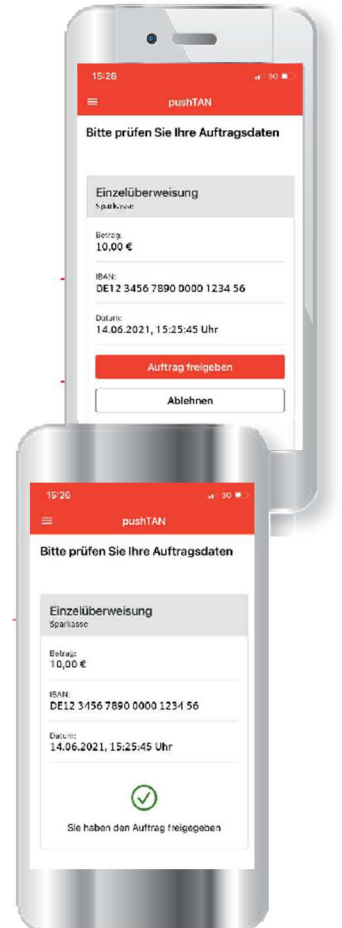 15:26
pushTAN
Bitte prüfen Sie Ihre Auftragsdaten
Einzelüberweisung
Sparkasse
Betrag:
10,00 €
IBAN:
DE12 3456 7890 0000 1234 56
Datum:
14.06.2021, 15:25:45 Uhr
Auftrag freigeben
Ablehnen
15:26
pushTAN
Bitte prüfen Sie Ihre Auftragsdaten
Einzelüberweisung
Sparkasse
Betrag:
10,00 €
IBAN:
DE12 3456 7890 0000 1234 56
Datum:
14.06.2021, 15:25:45 Uhr
Sie haben den Auftrag freigegeben